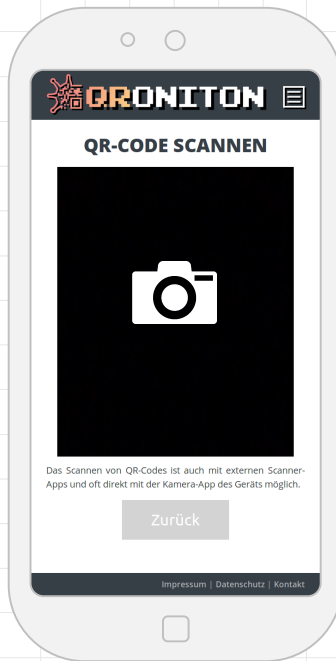 QRONITON
QR-CODE SCANNEN
Das Scannen von QR-Codes ist auch mit externen Scanner-
Apps und oft direkt mit der Kamera-App des Geräts möglich.
Zurück
Impressum | Datenschutz | Kontakt